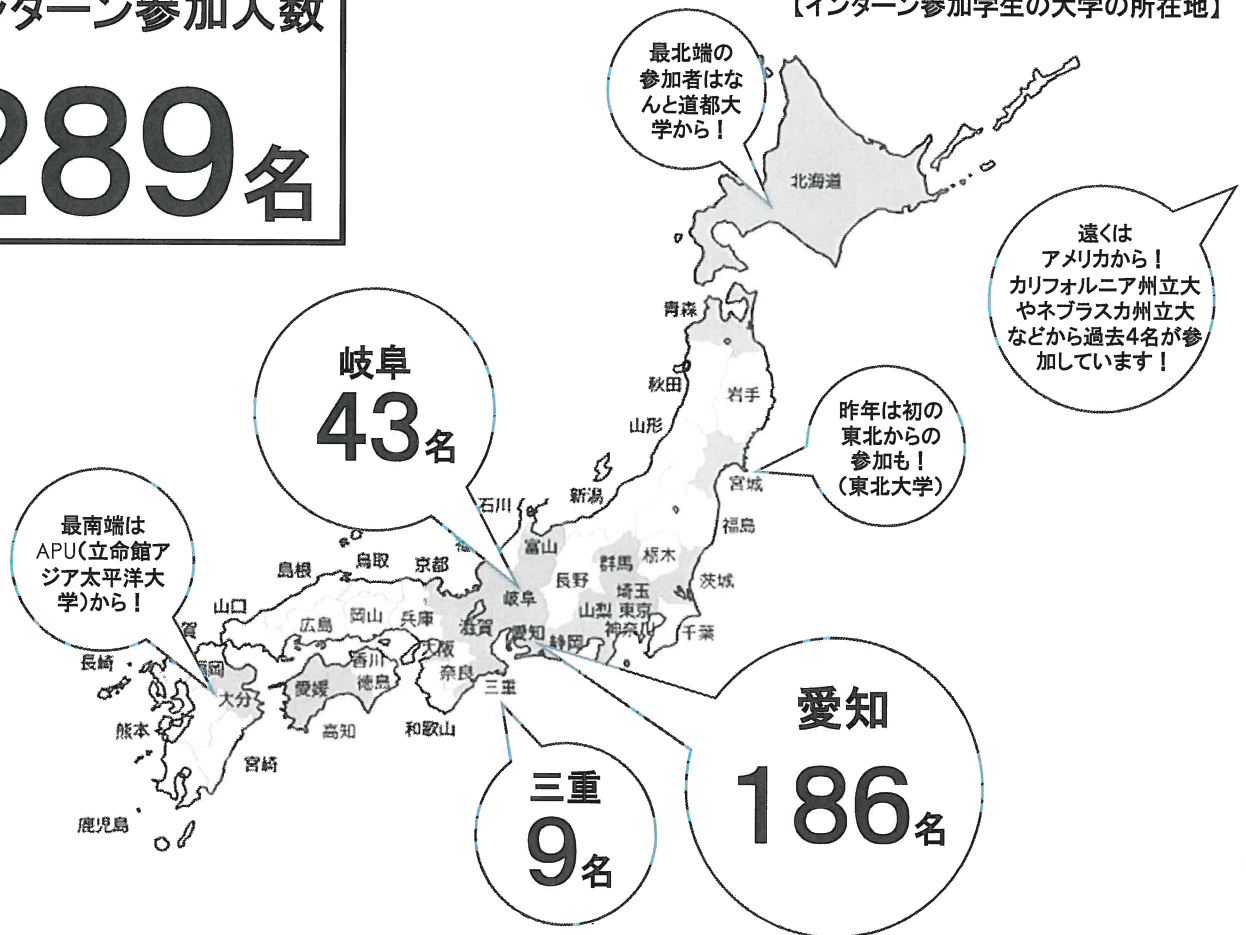 ンターン参加人数
289名
【インターン参加学生の大学の所在地】
最北端の
参加者はな
んと道都大
学から！
北海道
遠くは
アメリカから！
カリフォルニア州立大
やネブラスカ州立大
などから過去4名が参
加しています！
青森
秋田
岩手
山形
昨年は初の
東北からの
参加も！
（東北大学）
宮城
福島
新潟
石川
岐阜
43名
最南端は
APU（立命館ア
ジア太平洋大
学）から！
富山
群馬
栃木
茨城
長野
埼玉
山梨
東京
神奈川
千葉
岐阜
愛知
静岡
滋賀
三重
京都
鳥取
島根
山口
広島
岡山
兵庫
大阪
奈良
和歌山
香川
徳島
愛媛
高知
賀
長崎
福岡
大分
熊本
宮崎
鹿児島
三重
9名
愛知
186名